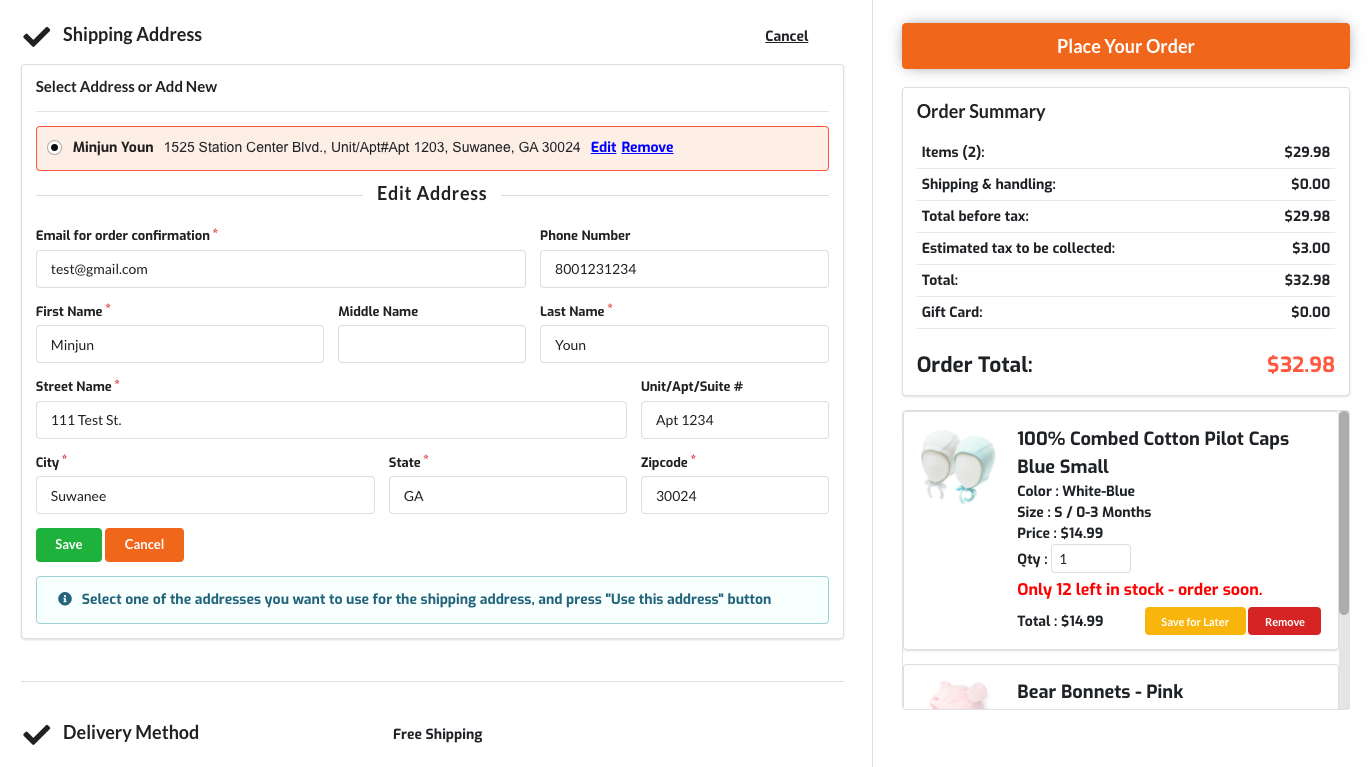 Shipping Address
Cancel
Select Address or Add New
Minjun Youn 1525 Station Center Blvd., Unit/Apt#Apt 1203, Suwanee, GA 30024 Edit Remove
Edit Address
Email for order confirmation *
Phone Number
test@gmail.com
8001231234
First Name *
Middle Name
Last Name *
Minjun
Youn
Street Name *
Unit/Apt/Suite #
111 Test St.
Apt 1234
City *
State *
Zipcode *
Suwanee
GA
30024
Save
Cancel
Select one of the addresses you want to use for the shipping address, and press "Use this address" button
Delivery Method
Free Shipping
Place Your Order
Order Summary
Items (2): $29.98
Shipping & handling: $0.00
Total before tax: $29.98
Estimated tax to be collected: $3.00
Total: $32.98
Gift Card: $0.00
Order Total: $32.98
100% Combed Cotton Pilot Caps
Blue Small
Color : White-Blue
Size : S / 0-3 Months
Price : $14.99
Qty : 1
Only 12 left in stock - order soon.
Total : $14.99
Save for Later
Remove
Bear Bonnets - Pink